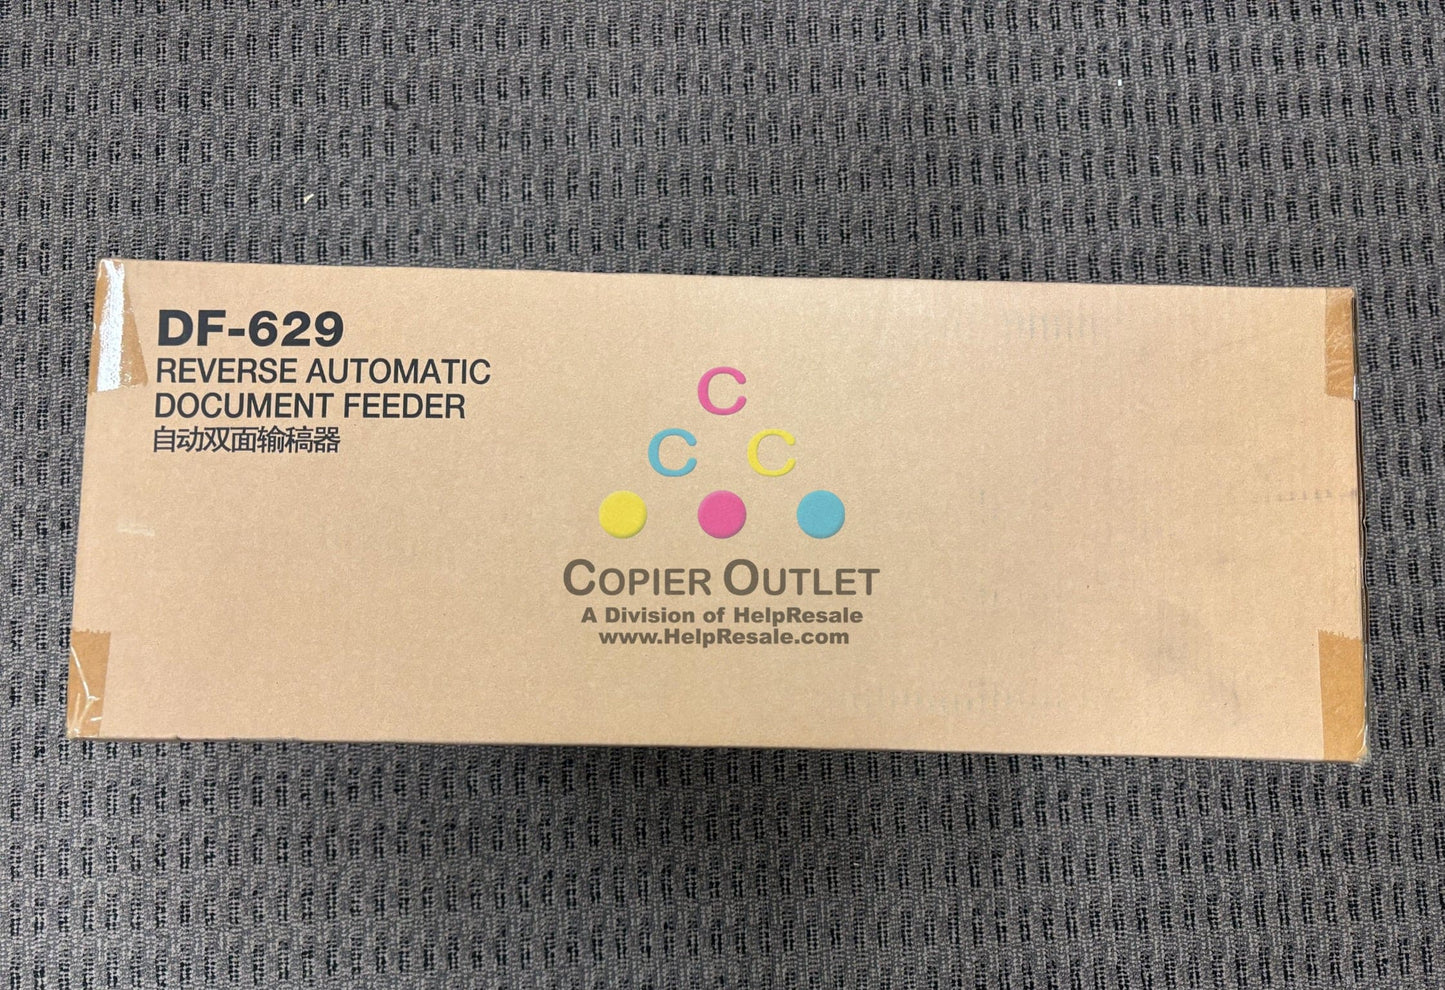 DF-629
REVERSE AUTOMATIC
DOCUMENT FEEDER
自动双面输稿器
C
C C
COPIER OUTLET
A Division of HelpResale
www.HelpResale.com